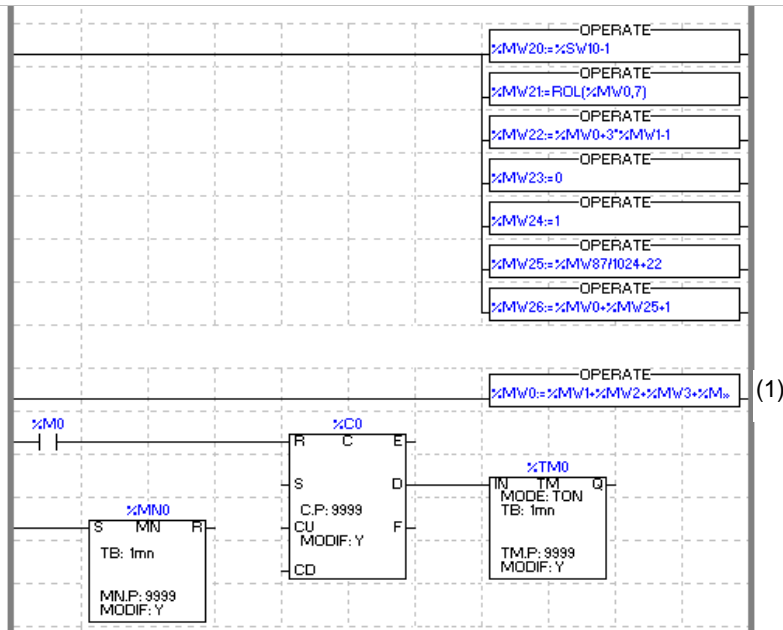 OPERATE
%MW20:=%SW10-1
OPERATE
%MW21:=ROL(%MW0,7)
OPERATE
%MW22:=%MW0+3*%MW1-1
OPERATE
%MW23:=0
OPERATE
%MW24:=1
OPERATE
%MW25:=%MW87/1024+22
OPERATE
%MW26:=%MW0+%MW25+1
OPERATE
%MW0:=%MW1+%MW2+%MW3+%M»
(1)
%M0
%C0
R C E
S D
C.P: 9999
CU F
MODIF: Y
CD
%TM0
IN TM Q
MODE: TON
TB: 1mn
TM.P: 9999
MODIF: Y
%MN0
S MN R
TB: 1mn
MN.P: 9999
MODIF: Y